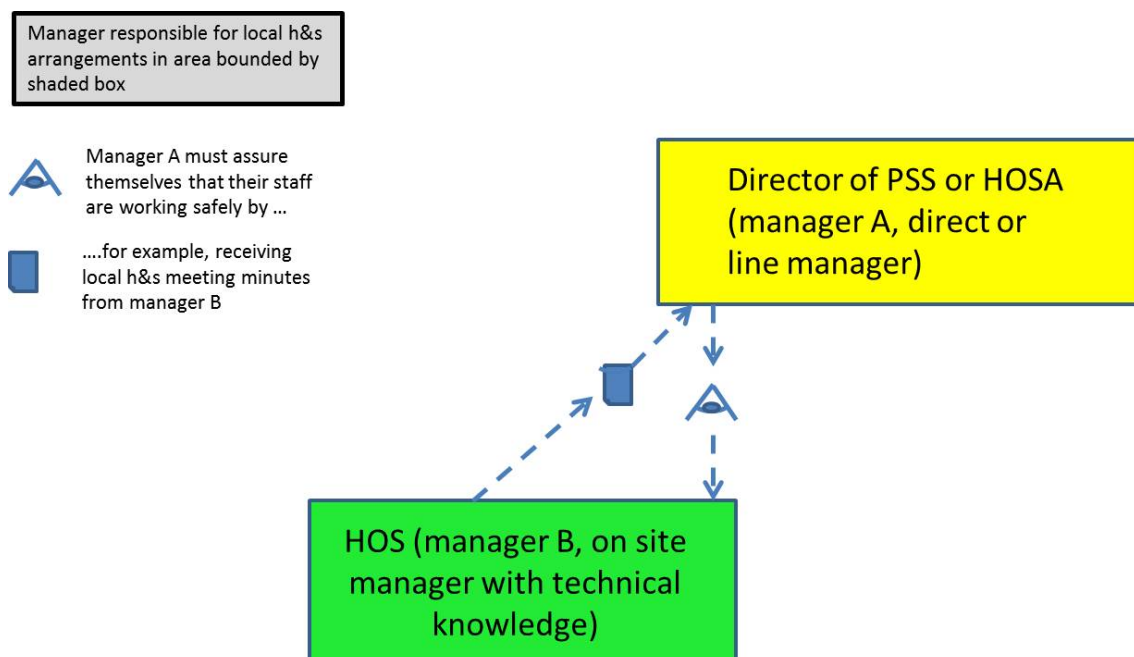 Manager responsible for local h&s
arrangements in area bounded by
shaded box
Manager A must assure
themselves that their staff
are working safely by ...
....for example, receiving
local h&s meeting minutes
from manager B
Director of PSS or HOSA
(manager A, direct or
line manager)
HOS (manager B, on site
manager with technical
knowledge)